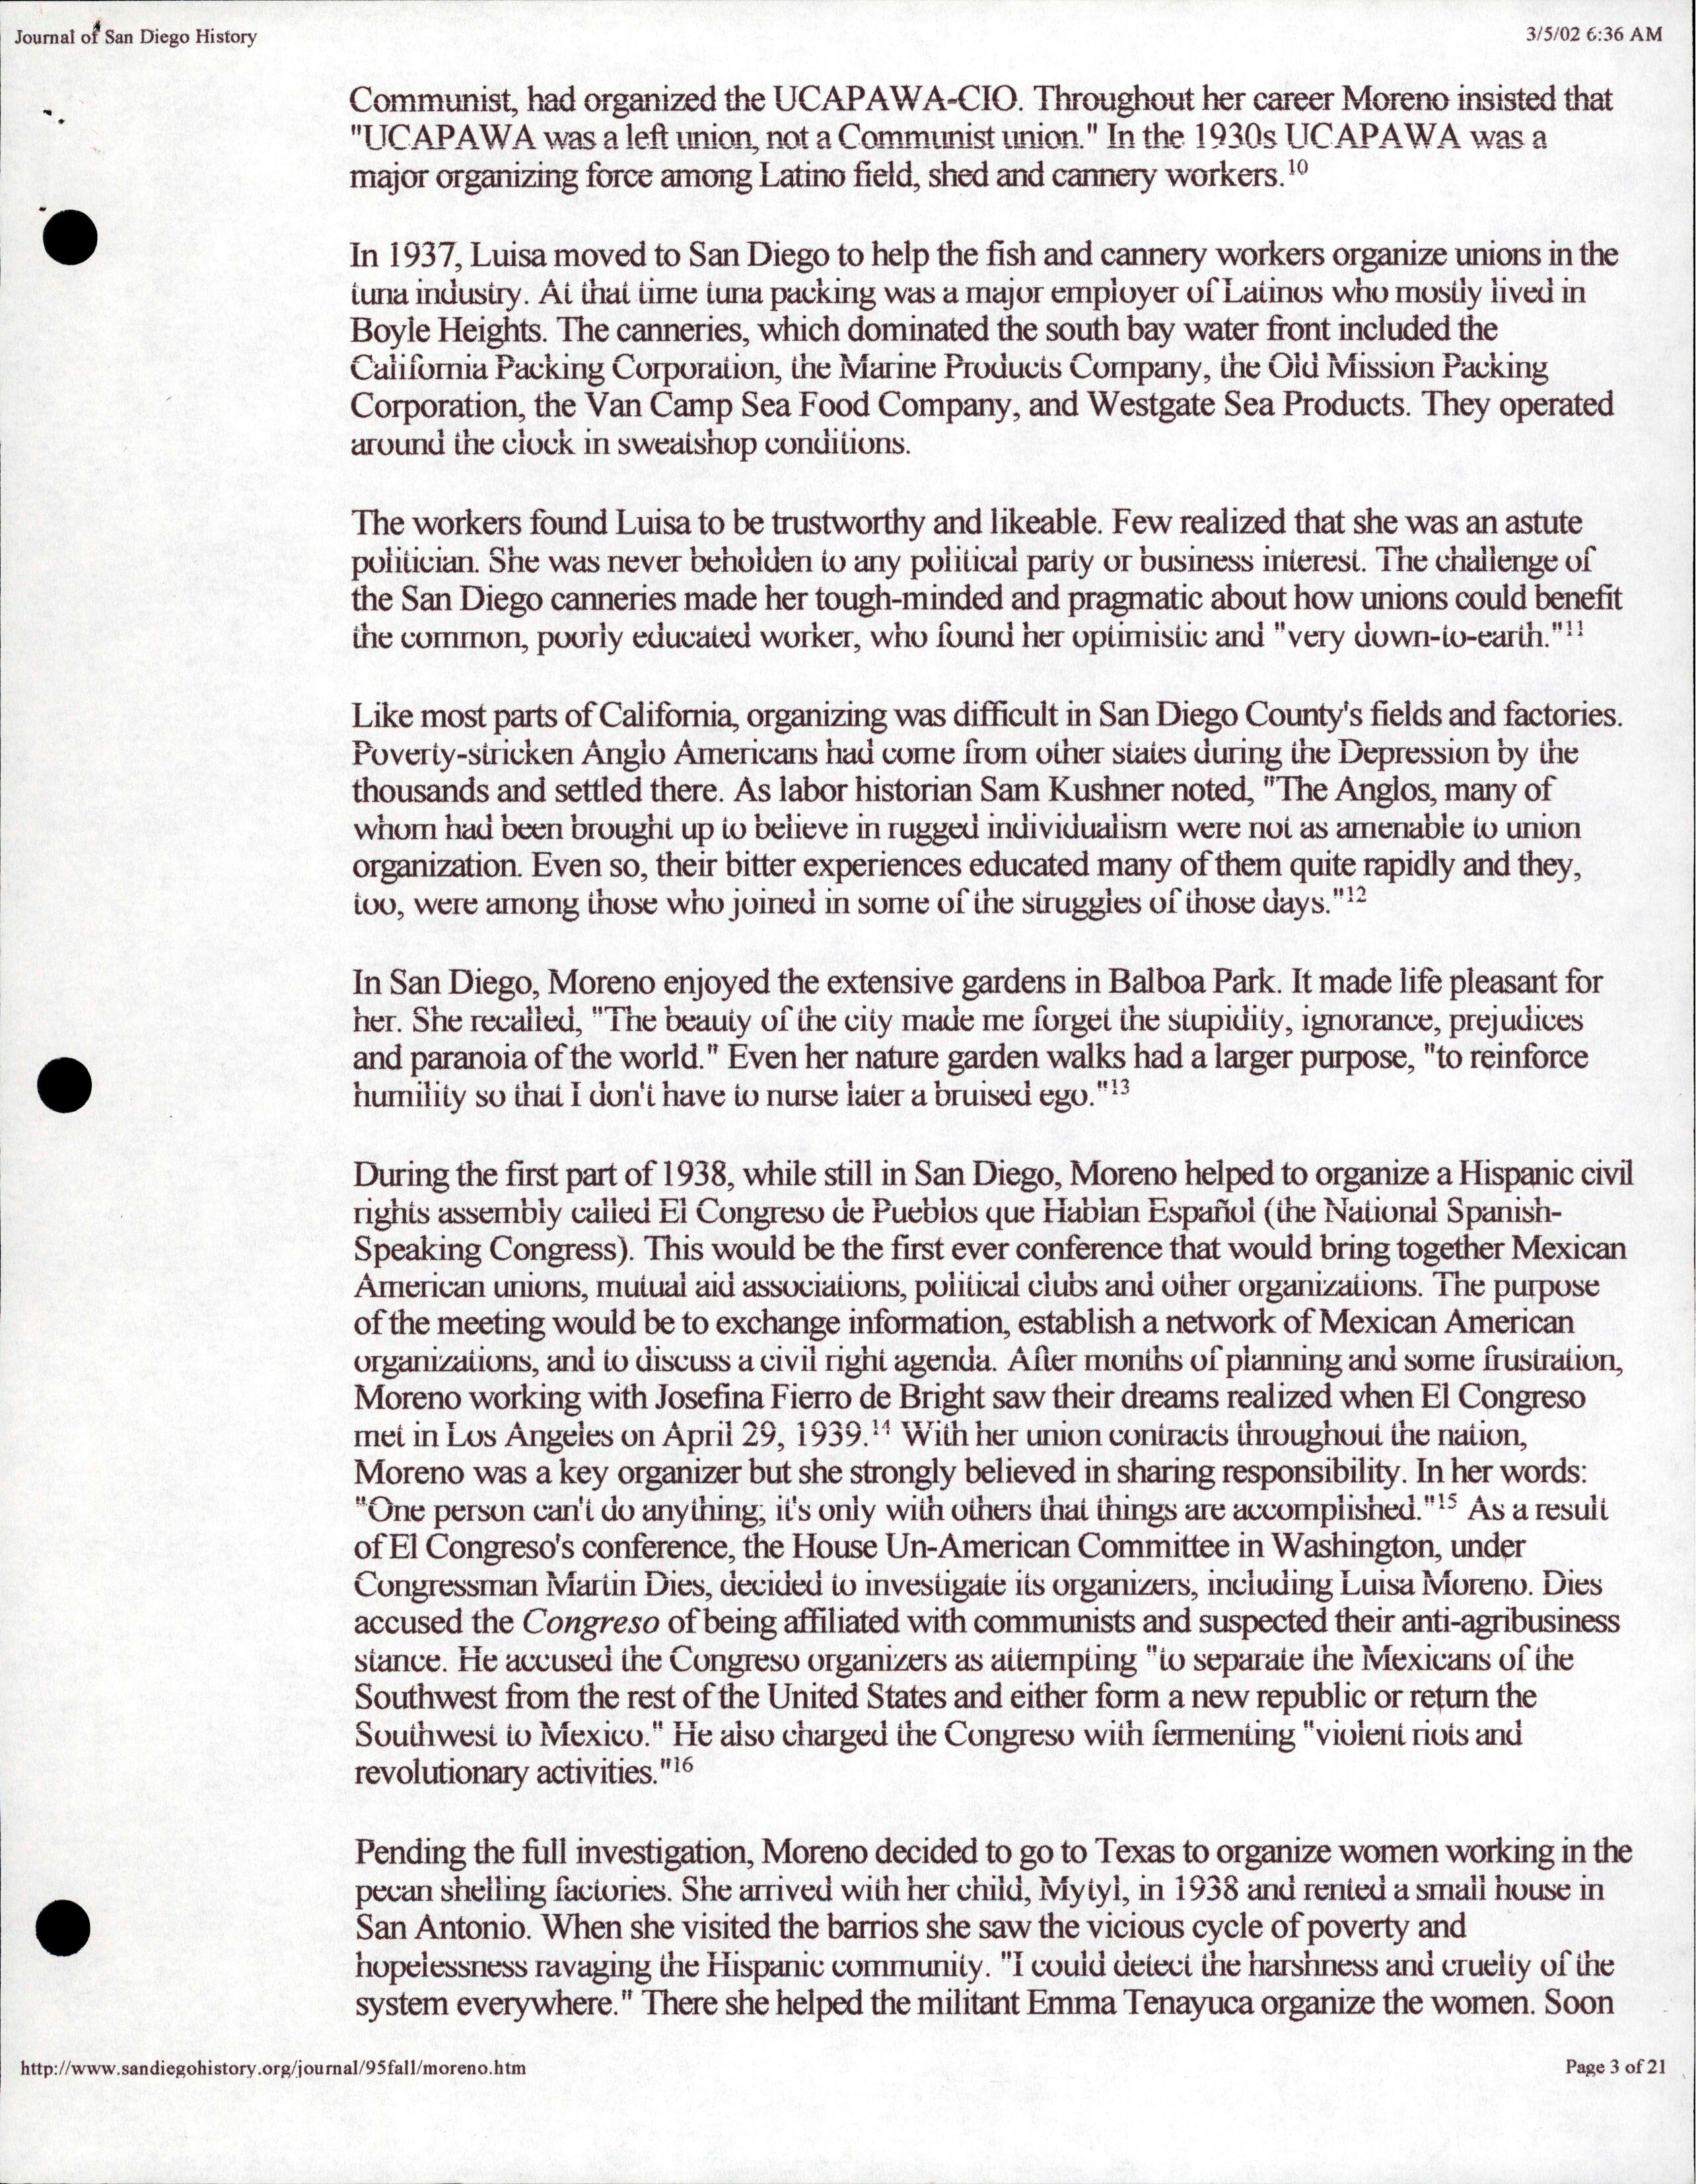 Journal of San Diego History
3/5/02 6:36 AM
Communist, had organized the UCAPAWA-CIO. Throughout her career Moreno insisted that
"UCAPAWA was a left union, not a Communist union." In the 1930s UCAPAWA was a
major organizing force among Latino field, shed and cannery workers.10
In 1937, Luisa moved to San Diego to help the fish and cannery workers organize unions in the
tuna industry. At that time tuna packing was a major employer of Latinos who mostly lived in
Boyle Heights. The canneries, which dominated the south bay water front included the
California Packing Corporation, the Marine Products Company, the Old Mission Packing
Corporation, the Van Camp Sea Food Company, and Westgate Sea Products. They operated
around the clock in sweatshop conditions.
The workers found Luisa to be trustworthy and likeable. Few realized that she was an astute
politician. She was never beholden to any political party or business interest. The challenge of
the San Diego canneries made her tough-minded and pragmatic about how unions could benefit
the common, poorly educated worker, who found her optimistic and "very down-to-earth."11
Like most parts of California, organizing was difficult in San Diego County's fields and factories.
Poverty-stricken Anglo Americans had come from other states during the Depression by the
thousands and settled there. As labor historian Sam Kushner noted, "The Anglos, many of
whom had been brought up to believe in rugged individualism were not as amenable to union
organization. Even so, their bitter experiences educated many of them quite rapidly and they,
too, were among those who joined in some of the struggles of those days."12
In San Diego, Moreno enjoyed the extensive gardens in Balboa Park. It made life pleasant for
her. She recalled, "The beauty of the city made me forget the stupidity, ignorance, prejudices
and paranoia of the world." Even her nature garden walks had a larger purpose, "to reinforce
humility so that I don't have to nurse later a bruised ego."13
During the first part of 1938, while still in San Diego, Moreno helped to organize a Hispanic civil
rights assembly called El Congreso de Pueblos que Hablan Español (the National Spanish-
Speaking Congress). This would be the first ever conference that would bring together Mexican
American unions, mutual aid associations, political clubs and other organizations. The purpose
of the meeting would be to exchange information, establish a network of Mexican American
organizations, and to discuss a civil right agenda. After months of planning and some frustration,
Moreno working with Josefina Fierro de Bright saw their dreams realized when El Congreso
met in Los Angeles on April 29, 1939.14 With her union contracts throughout the nation,
Moreno was a key organizer but she strongly believed in sharing responsibility. In her words:
"One person can't do anything; it's only with others that things are accomplished."15 As a result
of El Congreso's conference, the House Un-American Committee in Washington, under
Congressman Martin Dies, decided to investigate its organizers, including Luisa Moreno. Dies
accused the Congreso of being affiliated with communists and suspected their anti-agribusiness
stance. He accused the Congreso organizers as attempting "to separate the Mexicans of the
Southwest from the rest of the United States and either form a new republic or return the
Southwest to Mexico." He also charged the Congreso with fermenting "violent riots and
revolutionary activities."16
Pending the full investigation, Moreno decided to go to Texas to organize women working in the
pecan shelling factories. She arrived with her child, Mytyl, in 1938 and rented a small house in
San Antonio. When she visited the barrios she saw the vicious cycle of poverty and
hopelessness ravaging the Hispanic community. "I could detect the harshness and cruelty of the
system everywhere." There she helped the militant Emma Tenayuca organize the women. Soon
http://www.sandiegohistory.org/journal/95fall/moreno.htm
Page 3 of 21